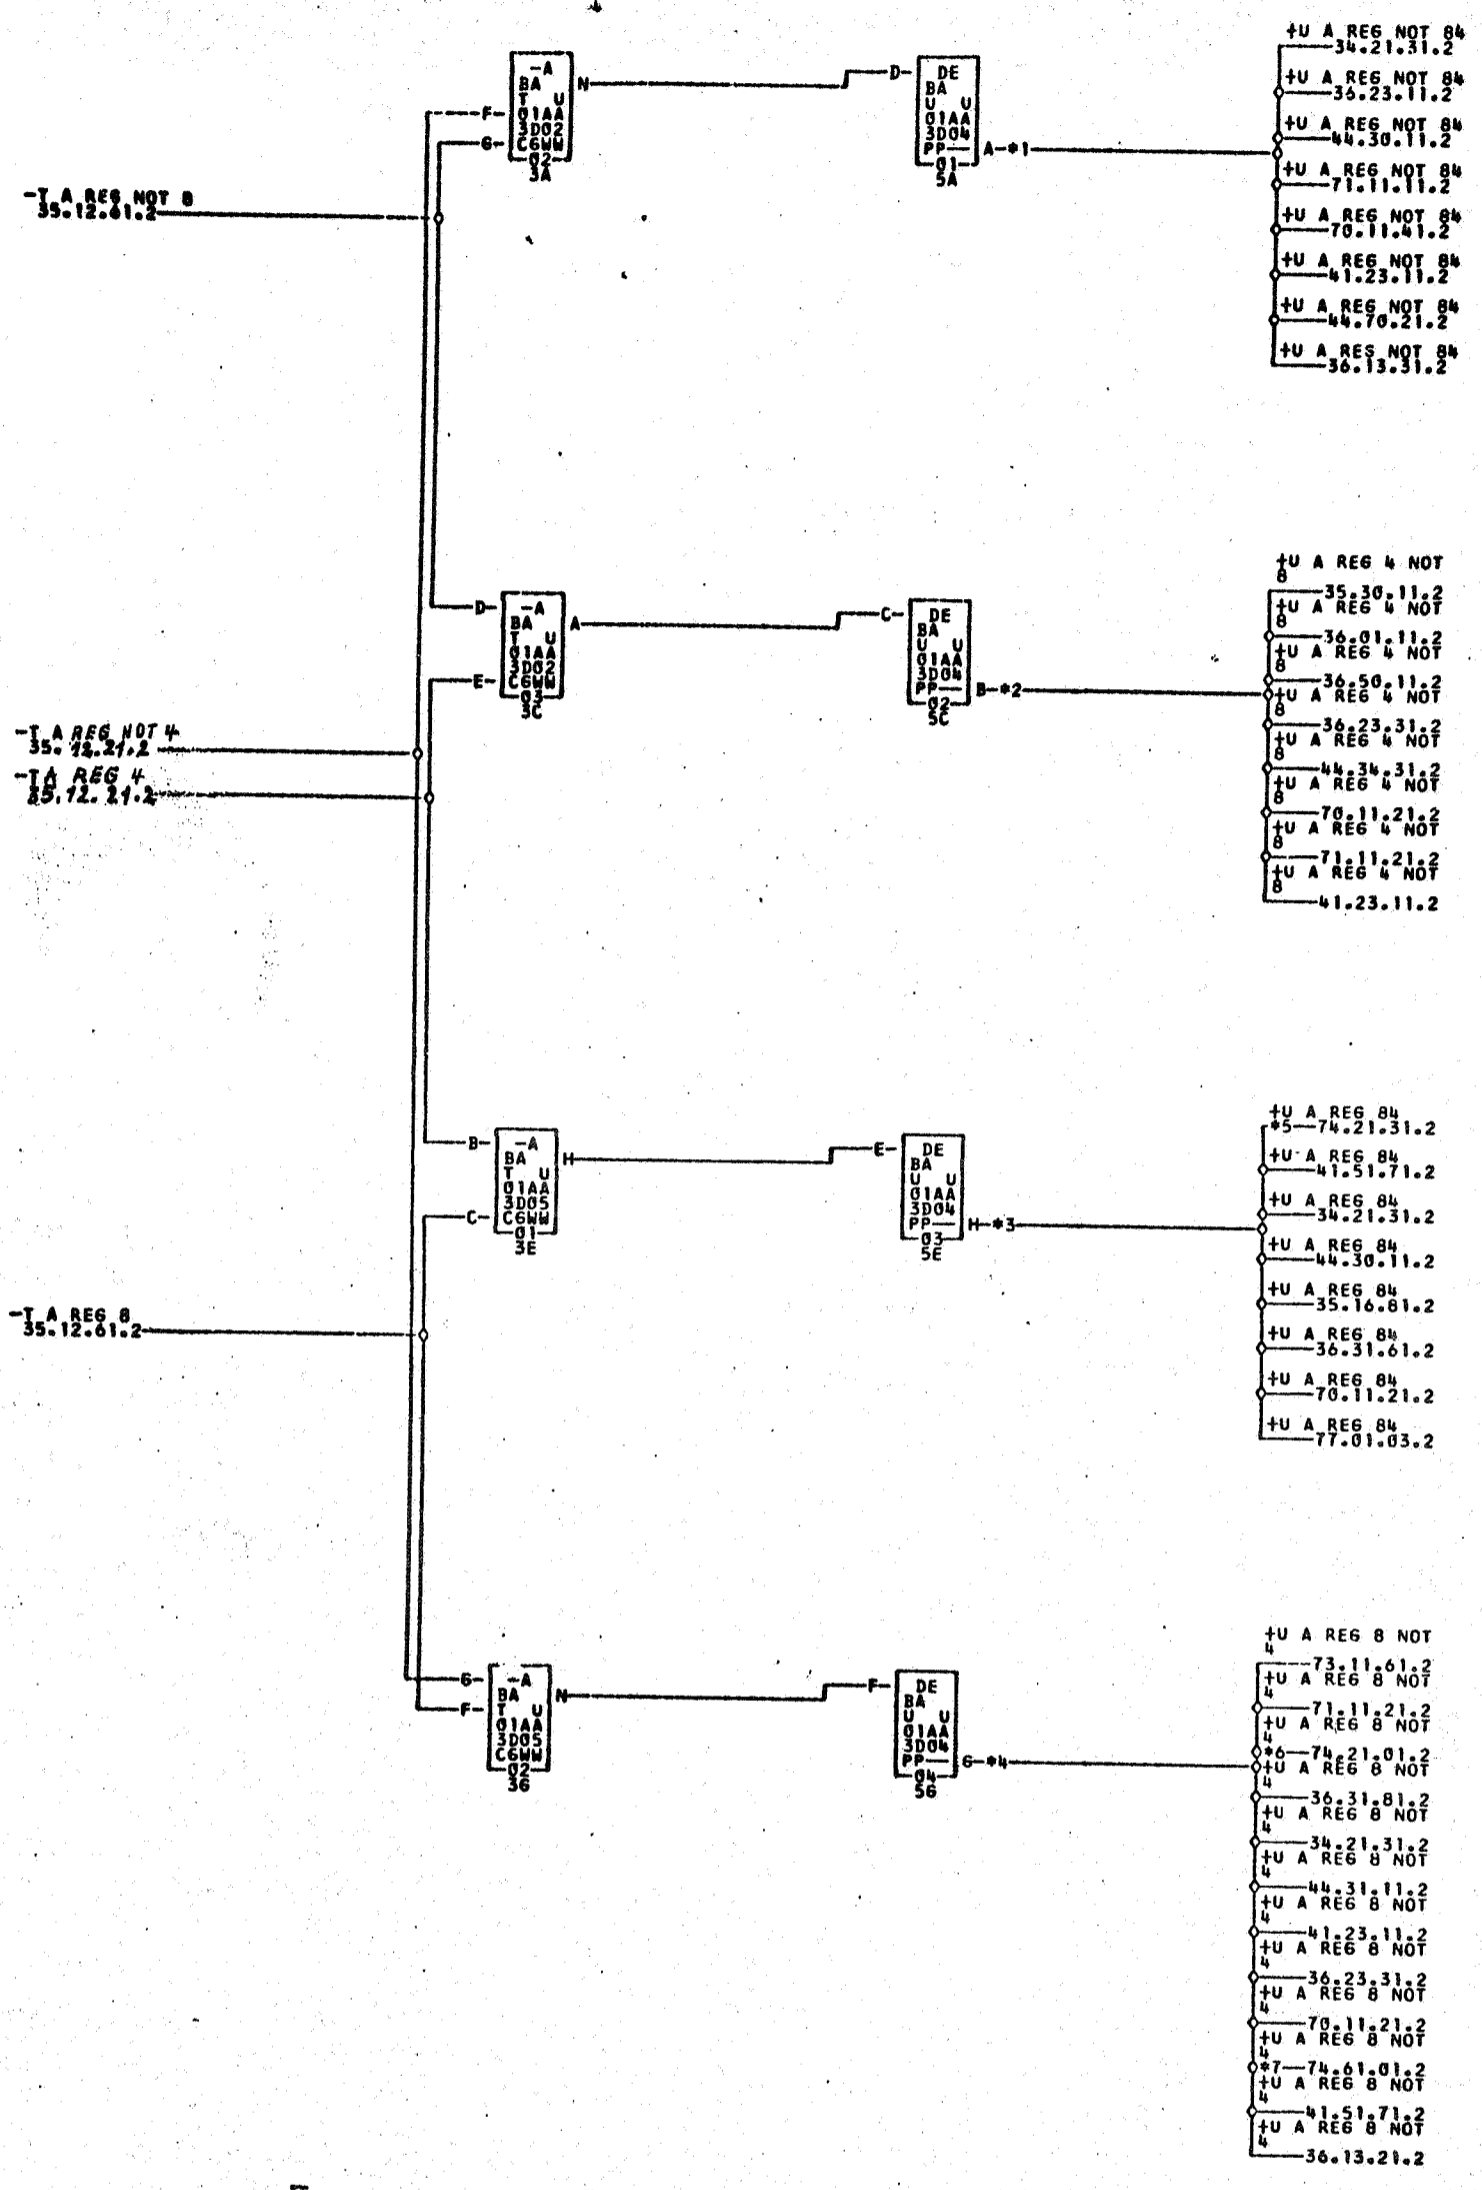 +U A REG NOT 84
34.21.31.2
+U A REG NOT 84
36.23.11.2
+U A REG NOT 84
44.30.11.2
+U A REG NOT 84
71.11.11.2
+U A REG NOT 84
70.11.41.2
+U A REG NOT 84
41.23.11.2
+U A REG NOT 84
44.70.21.2
+U A REG NOT 84
36.13.31.2
-A
BA
T U
01AA
3D02
C6WW
02
3A
N
F
G
D
DE
BA
U U
01AA
3D04
PP
01
5A
A-*1
-T A REG NOT 8
35.12.61.2
D
E
-A
BA
T U
01AA
3D02
C6WW
03
3C
A
C
DE
BA
U U
01AA
3D04
PP
02
5C
B-*2
+U A REG 4 NOT
8
35.30.11.2
+U A REG 4 NOT
8
36.01.11.2
+U A REG 4 NOT
8
36.50.11.2
+U A REG 4 NOT
8
36.23.31.2
+U A REG 4 NOT
8
44.34.31.2
+U A REG 4 NOT
8
70.11.21.2
+U A REG 4 NOT
8
71.11.21.2
+U A REG 4 NOT
8
41.23.11.2
-T A REG NOT 4
35.12.21.2
-T A REG 4
35.12.21.2
B
C
-A
BA
T U
01AA
3D05
C6WW
01
3E
H
E
DE
BA
U U
01AA
3D04
PP
03
5E
H-*3
+U A REG 84
*5-74.21.31.2
+U A REG 84
41.51.71.2
+U A REG 84
34.21.31.2
+U A REG 84
44.30.11.2
+U A REG 84
35.16.81.2
+U A REG 84
36.31.61.2
+U A REG 84
70.11.21.2
+U A REG 84
77.01.03.2
-T A REG 8
35.12.61.2
G
F
-A
BA
T U
01AA
3D05
C6WW
02
3G
N
F
DE
BA
U U
01AA
3D04
PP
04
5G
G-*4
+U A REG 8 NOT
4
73.11.61.2
+U A REG 8 NOT
4
71.11.21.2
+U A REG 8 NOT
4
*6-74.21.01.2
+U A REG 8 NOT
4
36.31.81.2
+U A REG 8 NOT
4
34.21.31.2
+U A REG 8 NOT
4
44.31.11.2
+U A REG 8 NOT
4
41.23.11.2
+U A REG 8 NOT
4
36.23.31.2
+U A REG 8 NOT
4
70.11.21.2
+U A REG 8 NOT
4
*7-74.61.01.2
+U A REG 8 NOT
4
41.51.71.2
+U A REG 8 NOT
4
36.13.21.2